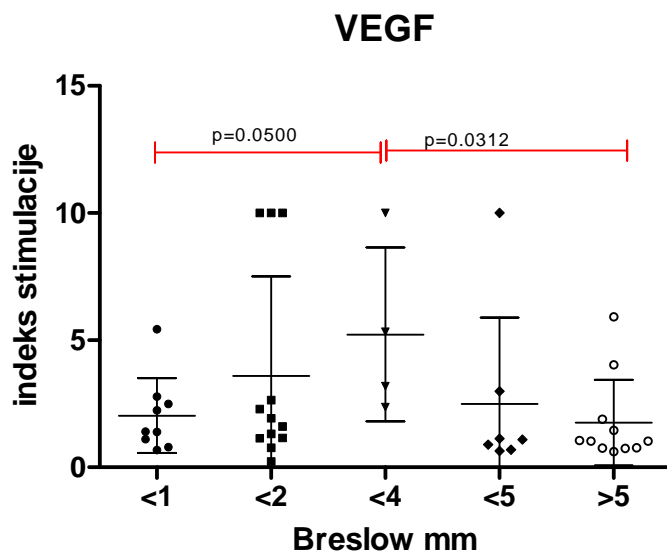 VEGF
15
p=0.0500
p=0.0312
10
5
0
indeks stimulacije
<1
<2
<4
<5
>5
Breslow mm